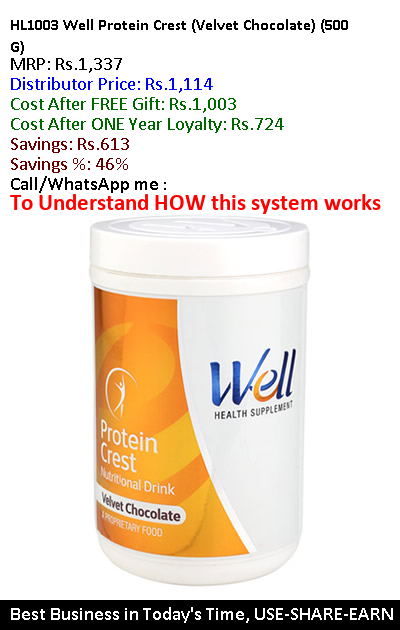 HL1003 Well Protein Crest (Velvet Chocolate) (500
G)
MRP: Rs.1,337
Distributor Price: Rs.1,114
Cost After FREE Gift: Rs.1,003
Cost After ONE Year Loyalty: Rs.724
Savings: Rs.613
Savings %: 46%
Call/WhatsApp me :
To Understand HOW this system works
Well
HEALTH SUPPLEMENT
Protein
Crest
Nutritional Drink
Velvet Chocolate
A PROPRIETARY FOOD
Best Business in Today's Time, USE-SHARE-EARN